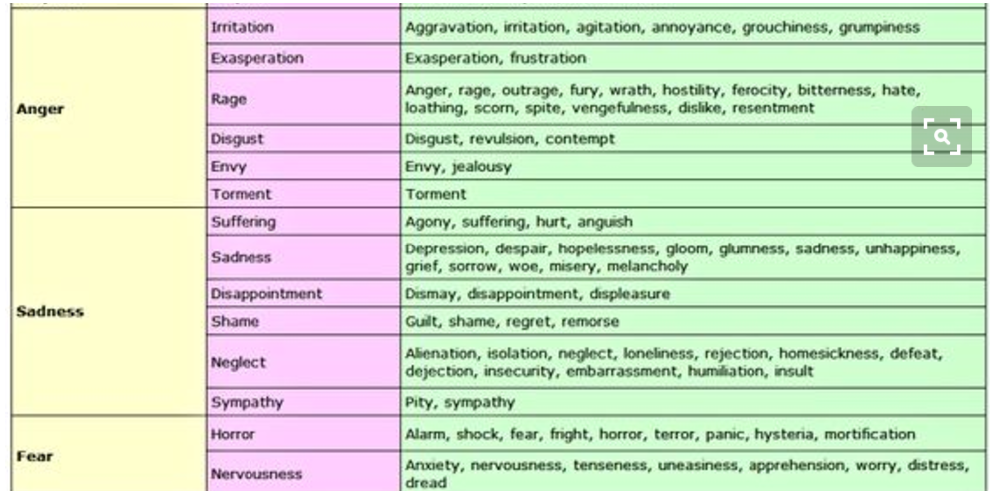 Irritation Aggravation, irritation, agitation, annoyance, grouchiness, grumpiness
Exasperation Exasperation, frustration
Anger
Rage
Anger, rage, outrage, fury, wrath, hostility, ferocity, bitterness, hate,
loathing, scorn, spite, vengefulness, dislike, resentment
Disgust Disgust, revulsion, contempt
Envy Envy, jealousy
Torment Torment
Suffering Agony, suffering, hurt, anguish
Sadness
Sadness
Depression, despair, hopelessness, gloom, glumness, sadness, unhappiness,
grief, sorrow, woe, misery, melancholy
Disappointment Dismay, disappointment, displeasure
Shame Guilt, shame, regret, remorse
Neglect
Alienation, isolation, neglect, loneliness, rejection, homesickness, defeat,
dejection, insecurity, embarrassment, humiliation, insult
Sympathy Pity, sympathy
Fear
Horror Alarm, shock, fear, fright, horror, terror, panic, hysteria, mortification
Nervousness
Anxiety, nervousness, tenseness, uneasiness, apprehension, worry, distress,
dread